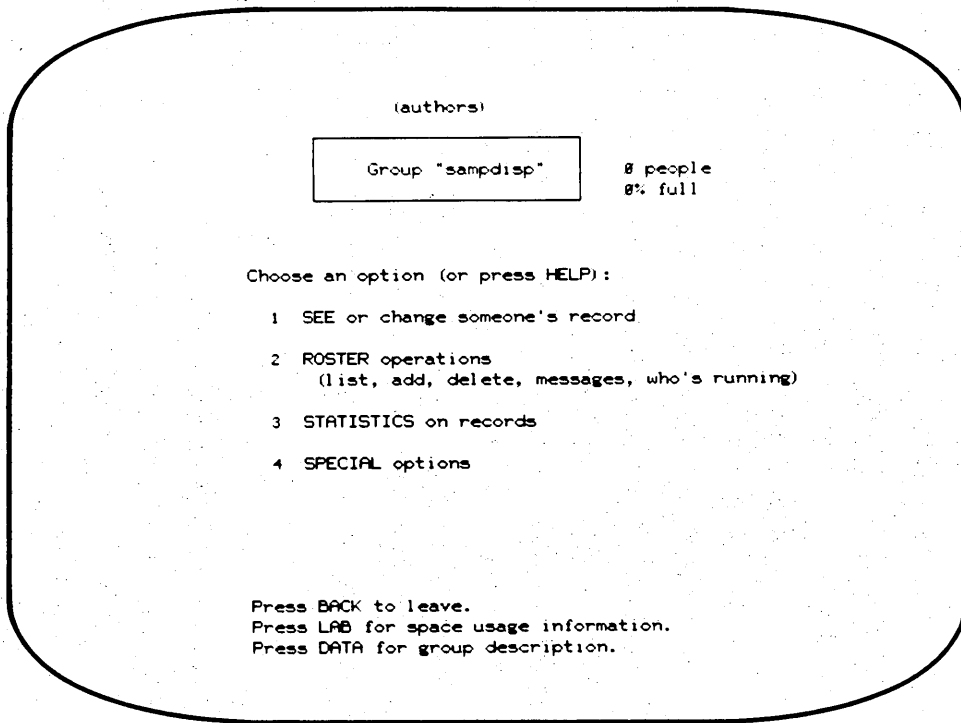 (authors)
Group "sampdisp"
0 people
0% full
Choose an option (or press HELP):
1 SEE or change someone's record
2 ROSTER operations
(list, add, delete, messages, who's running)
3 STATISTICS on records
4 SPECIAL options
Press BACK to leave.
Press LAB for space usage information.
Press DATA for group description.